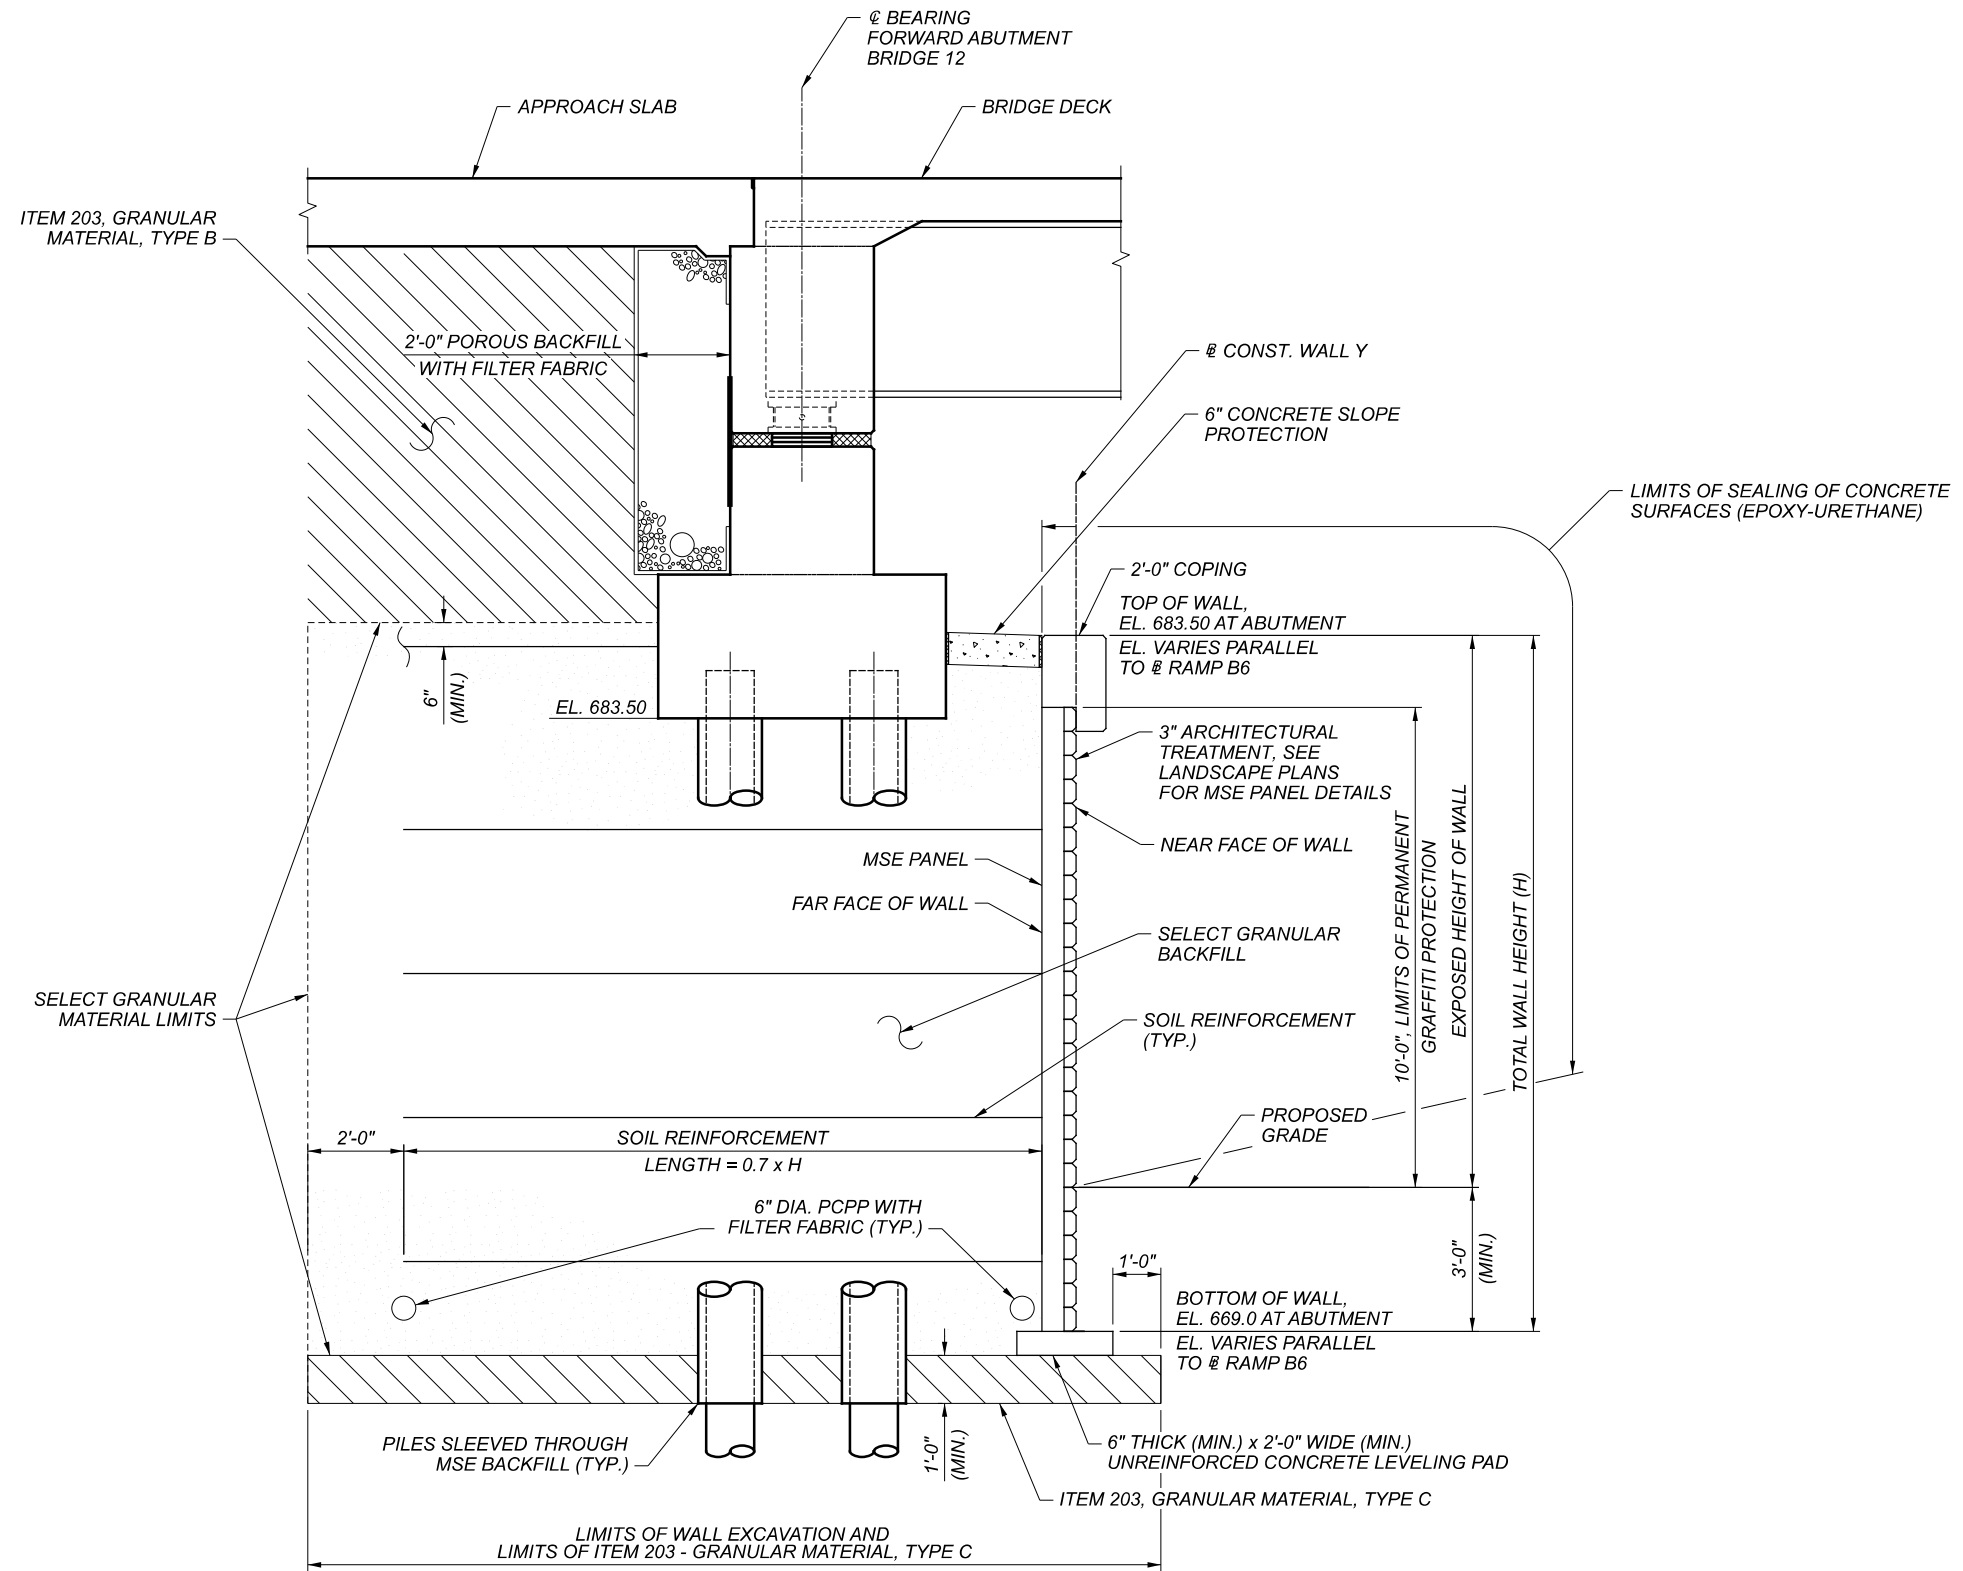 ℄ BEARING
FORWARD ABUTMENT
BRIDGE 12
APPROACH SLAB
BRIDGE DECK
ITEM 203, GRANULAR
MATERIAL, TYPE B
2'-0" POROUS BACKFILL
WITH FILTER FABRIC
BL CONST. WALL Y
6" CONCRETE SLOPE
PROTECTION
LIMITS OF SEALING OF CONCRETE
SURFACES (EPOXY-URETHANE)
2'-0" COPING
TOP OF WALL,
EL. 683.50 AT ABUTMENT
EL. VARIES PARALLEL
TO BL RAMP B6
6"
(MIN.)
EL. 683.50
3" ARCHITECTURAL
TREATMENT, SEE
LANDSCAPE PLANS
FOR MSE PANEL DETAILS
NEAR FACE OF WALL
MSE PANEL
FAR FACE OF WALL
SELECT GRANULAR
BACKFILL
10'-0", LIMITS OF PERMANENT
GRAFFITI PROTECTION
EXPOSED HEIGHT OF WALL
TOTAL WALL HEIGHT (H)
SELECT GRANULAR
MATERIAL LIMITS
SOIL REINFORCEMENT
(TYP.)
PROPOSED
GRADE
2'-0"
SOIL REINFORCEMENT
LENGTH = 0.7 x H
6" DIA. PCPP WITH
FILTER FABRIC (TYP.)
3'-0"
(MIN.)
1'-0"
BOTTOM OF WALL,
EL. 669.0 AT ABUTMENT
EL. VARIES PARALLEL
TO BL RAMP B6
PILES SLEEVED THROUGH
MSE BACKFILL (TYP.)
1'-0"
(MIN.)
6" THICK (MIN.) x 2'-0" WIDE (MIN.)
UNREINFORCED CONCRETE LEVELING PAD
ITEM 203, GRANULAR MATERIAL, TYPE C
LIMITS OF WALL EXCAVATION AND
LIMITS OF ITEM 203 - GRANULAR MATERIAL, TYPE C